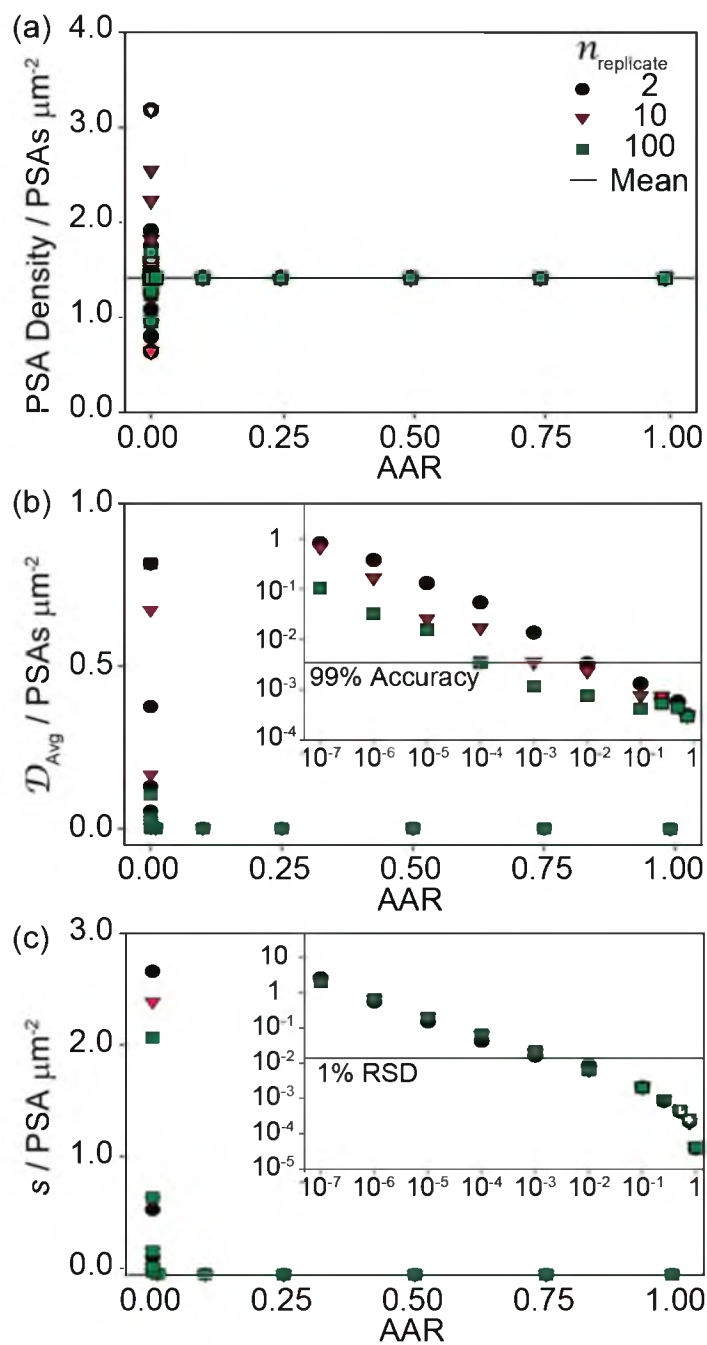 (a)
4.0
3.0
2.0
1.0
0.0
PSA Density / PSAs μm⁻²
n replicate
2
10
100
Mean
0.00 0.25 0.50 0.75 1.00
AAR
(b)
1.0
0.5
0.0
𝒟Avg / PSAs μm⁻²
1
10⁻¹
10⁻²
10⁻³
10⁻⁴
99% Accuracy
10⁻⁷ 10⁻⁶ 10⁻⁵ 10⁻⁴ 10⁻³ 10⁻² 10⁻¹ 1
0.00 0.25 0.50 0.75 1.00
AAR
(c)
3.0
2.0
1.0
0.0
s / PSA μm⁻²
10
1
10⁻¹
10⁻²
10⁻³
10⁻⁴
10⁻⁵
1% RSD
10⁻⁷ 10⁻⁶ 10⁻⁵ 10⁻⁴ 10⁻³ 10⁻² 10⁻¹ 1
0.00 0.25 0.50 0.75 1.00
AAR